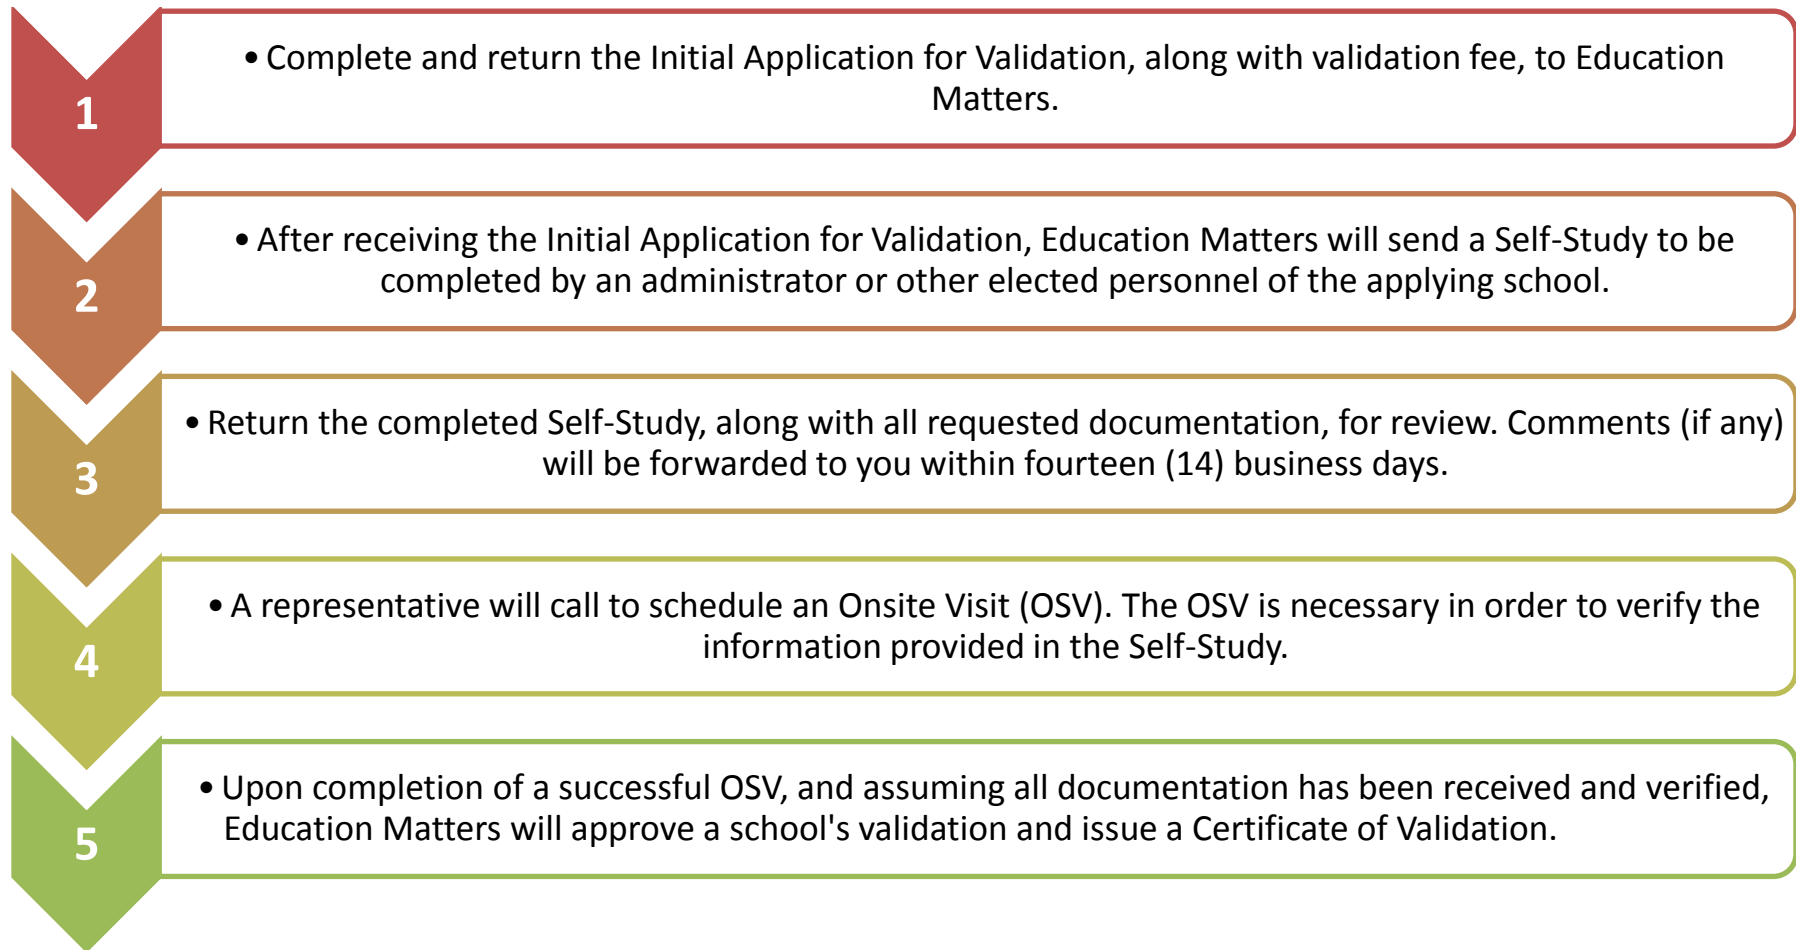 1
• Complete and return the Initial Application for Validation, along with validation fee, to Education
Matters.
2
• After receiving the Initial Application for Validation, Education Matters will send a Self-Study to be
completed by an administrator or other elected personnel of the applying school.
3
• Return the completed Self-Study, along with all requested documentation, for review. Comments (if any)
will be forwarded to you within fourteen (14) business days.
4
• A representative will call to schedule an Onsite Visit (OSV). The OSV is necessary in order to verify the
information provided in the Self-Study.
5
• Upon completion of a successful OSV, and assuming all documentation has been received and verified,
Education Matters will approve a school's validation and issue a Certificate of Validation.